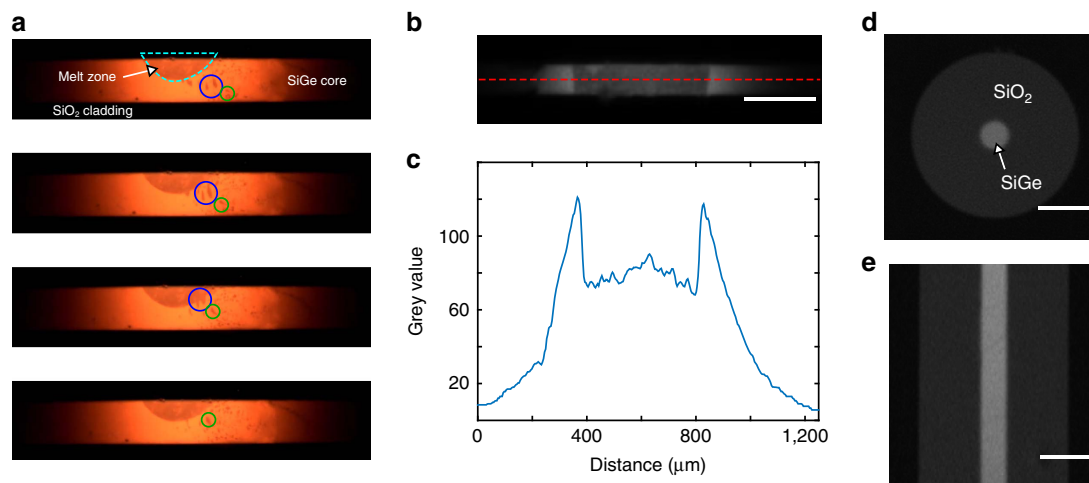 a
Melt zone
SiGe core
SiO₂ cladding
b
c
100
60
20
Grey value
0
400
800
1,200
Distance (μm)
d
SiO₂
SiGe
e